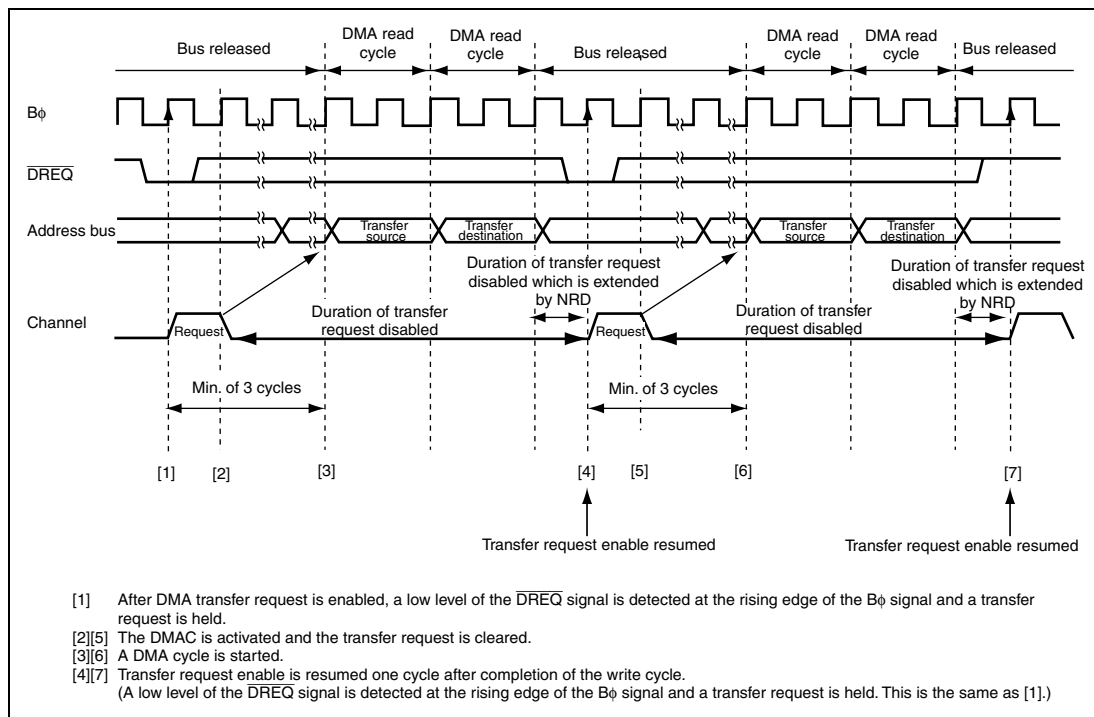 Bus released
DMA read
cycle
DMA read
cycle
Bus released
DMA read
cycle
DMA read
cycle
Bus released
Bϕ
DREQ
Address bus
Transfer
source
Transfer
destination
Transfer
source
Transfer
destination
Duration of transfer request
disabled which is extended
by NRD
Duration of transfer request
disabled which is extended
by NRD
Channel
Request
Duration of transfer
request disabled
Request
Duration of transfer
request disabled
Min. of 3 cycles
Min. of 3 cycles
[1] [2] [3] [4] [5] [6] [7]
Transfer request enable resumed
Transfer request enable resumed
[1] After DMA transfer request is enabled, a low level of the DREQ signal is detected at the rising edge of the Bϕ signal and a transfer
request is held.
[2][5] The DMAC is activated and the transfer request is cleared.
[3][6] A DMA cycle is started.
[4][7] Transfer request enable is resumed one cycle after completion of the write cycle.
(A low level of the DREQ signal is detected at the rising edge of the Bϕ signal and a transfer request is held. This is the same as [1].)